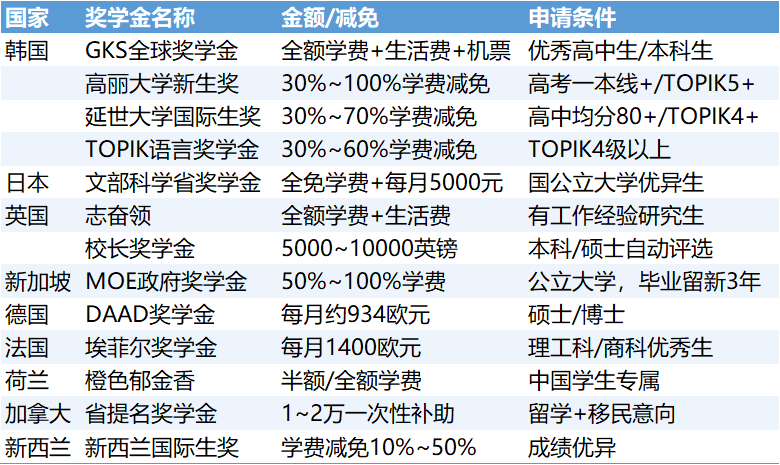 国家 奖学金名称 金额/减免 申请条件
韩国 GKS全球奖学金 全额学费+生活费+机票 优秀高中生/本科生
高丽大学新生奖 30%~100%学费减免 高考一本线+/TOPIK5+
延世大学国际生奖 30%~70%学费减免 高中均分80+/TOPIK4+
TOPIK语言奖学金 30%~60%学费减免 TOPIK4级以上
日本 文部科学省奖学金 全免学费+每月5000元 国公立大学优异生
英国 志奋领 全额学费+生活费 有工作经验研究生
校长奖学金 5000~10000英镑 本科/硕士自动评选
新加坡 MOE政府奖学金 50%~100%学费 公立大学，毕业留新3年
德国 DAAD奖学金 每月约934欧元 硕士/博士
法国 埃菲尔奖学金 每月1400欧元 理工科/商科优秀生
荷兰 橙色郁金香 半额/全额学费 中国学生专属
加拿大 省提名奖学金 1~2万一次性补助 留学+移民意向
新西兰 新西兰国际生奖 学费减免10%~50% 成绩优异